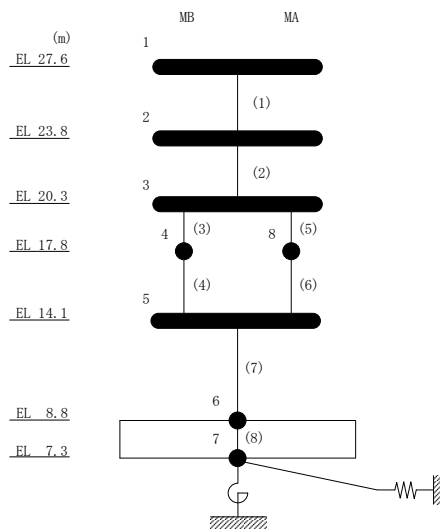 MB MA
(m)
1
EL 27.6
(1)
2
EL 23.8
(2)
3
EL 20.3
(3) (5)
4 8
EL 17.8
(4) (6)
5
EL 14.1
(7)
6
EL 8.8
7 (8)
EL 7.3